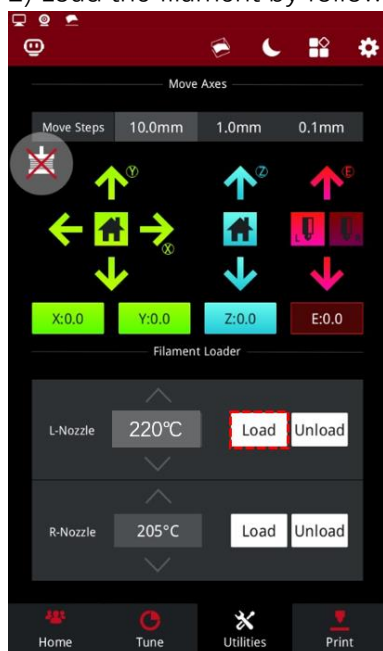 2) Load the filament by follow
Move Axes
Move Steps 10.0mm 1.0mm 0.1mm
Y Z E
L R
X
X:0.0 Y:0.0 Z:0.0 E:0.0
Filament Loader
L-Nozzle 220℃ Load Unload
R-Nozzle 205°C Load Unload
Home Tune Utilities Print